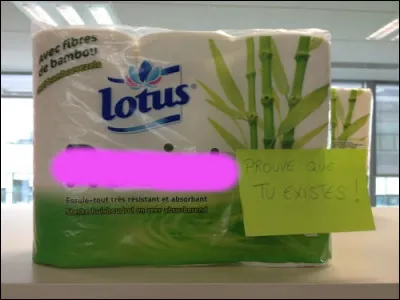 Avec fibres
de bambou
lotus
Essuie-tout très résistant et absorbant
PROUVE QUE
TU EXISTES !